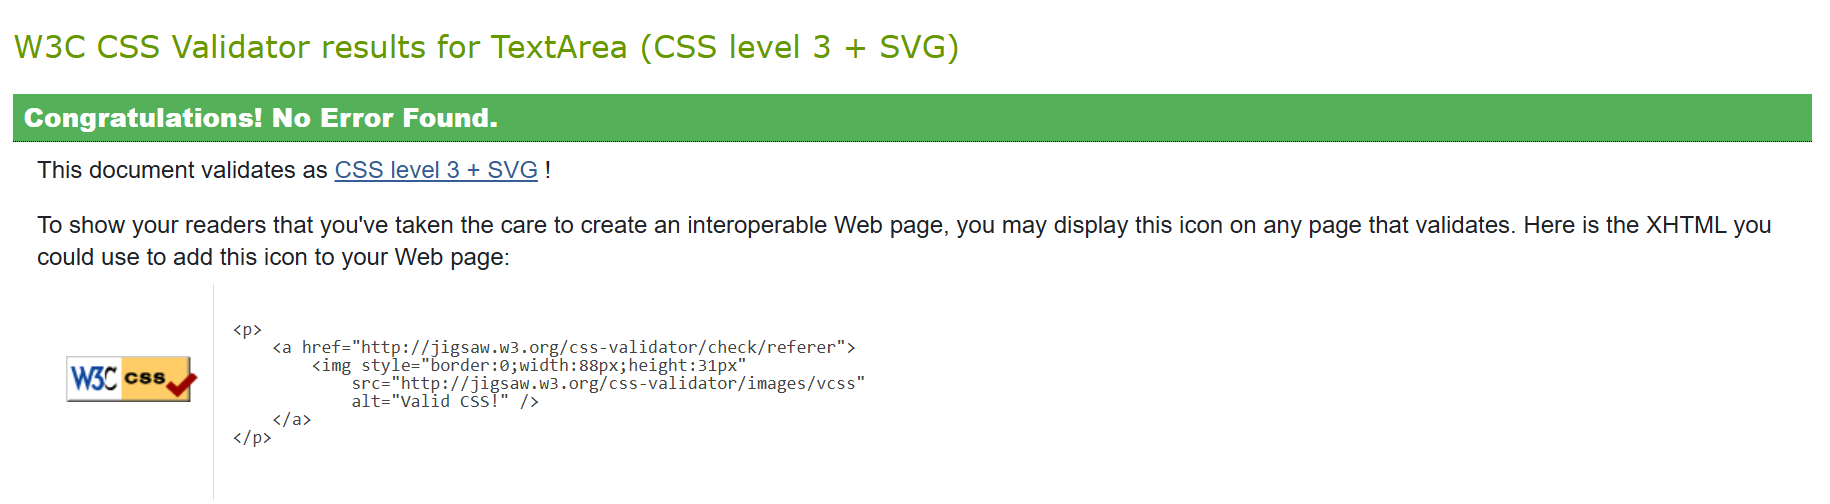 W3C CSS Validator results for TextArea (CSS level 3 + SVG)
Congratulations! No Error Found.
This document validates as CSS level 3 + SVG !
To show your readers that you've taken the care to create an interoperable Web page, you may display this icon on any page that validates. Here is the XHTML you
could use to add this icon to your Web page:
<p>
    <a href="http://jigsaw.w3.org/css-validator/check/referer">
        <img style="border:0;width:88px;height:31px"
            src="http://jigsaw.w3.org/css-validator/images/vcss"
            alt="Valid CSS!" />
    </a>
</p>
W3C css